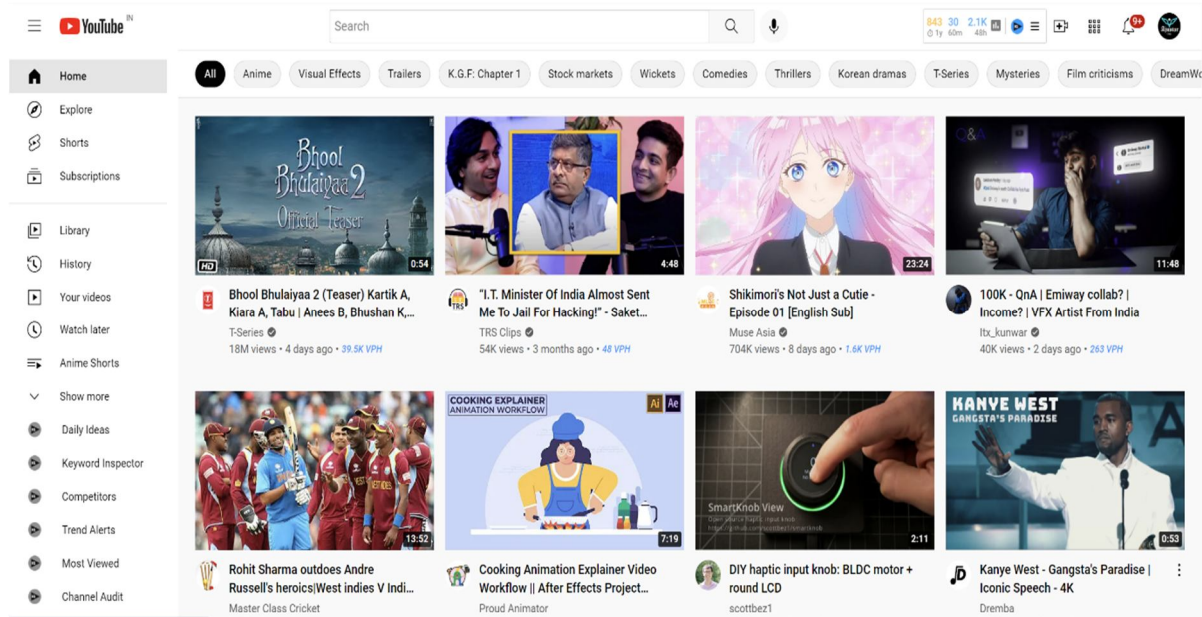 YouTube IN
Search
843 30 2.1K
1y 60m 48h
9+
Home
Explore
Shorts
Subscriptions
Library
History
Your videos
Watch later
Anime Shorts
Show more
Daily Ideas
Keyword Inspector
Competitors
Trend Alerts
Most Viewed
Channel Audit
All Anime Visual Effects Trailers K.G.F: Chapter 1 Stock markets Wickets Comedies Thrillers Korean dramas T-Series Mysteries Film criticisms DreamWo
Bhool
Bhulaiyaa 2
Official Teaser
HD
0:54
Bhool Bhulaiyaa 2 (Teaser) Kartik A,
Kiara A, Tabu | Anees B, Bhushan K,...
T-Series
18M views • 4 days ago • 39.5K VPH
4:48
TRS
“I.T. Minister Of India Almost Sent
Me To Jail For Hacking!” - Saket...
TRS Clips
54K views • 3 months ago • 48 VPH
23:24
Shikimori's Not Just a Cutie -
Episode 01 [English Sub]
Muse Asia
704K views • 8 days ago • 1.6K VPH
Q&A
11:48
100K - QnA | Emiway collab? |
Income? | VFX Artist From India
Itx_kunwar
40K views • 2 days ago • 263 VPH
WEST INDIES
13:52
Rohit Sharma outdoes Andre
Russell's heroics|West indies V Indi...
Master Class Cricket
COOKING EXPLAINER
ANIMATION WORKFLOW
Ai Ae
7:19
Cooking Animation Explainer Video
Workflow || After Effects Project...
Proud Animator
SmartKnob View
Open source haptic input knob
2:11
DIY haptic input knob: BLDC motor +
round LCD
scottbez1
KANYE WEST
GANGSTA'S PARADISE
A
0:53
Kanye West - Gangsta's Paradise |
Iconic Speech - 4K
Dremba